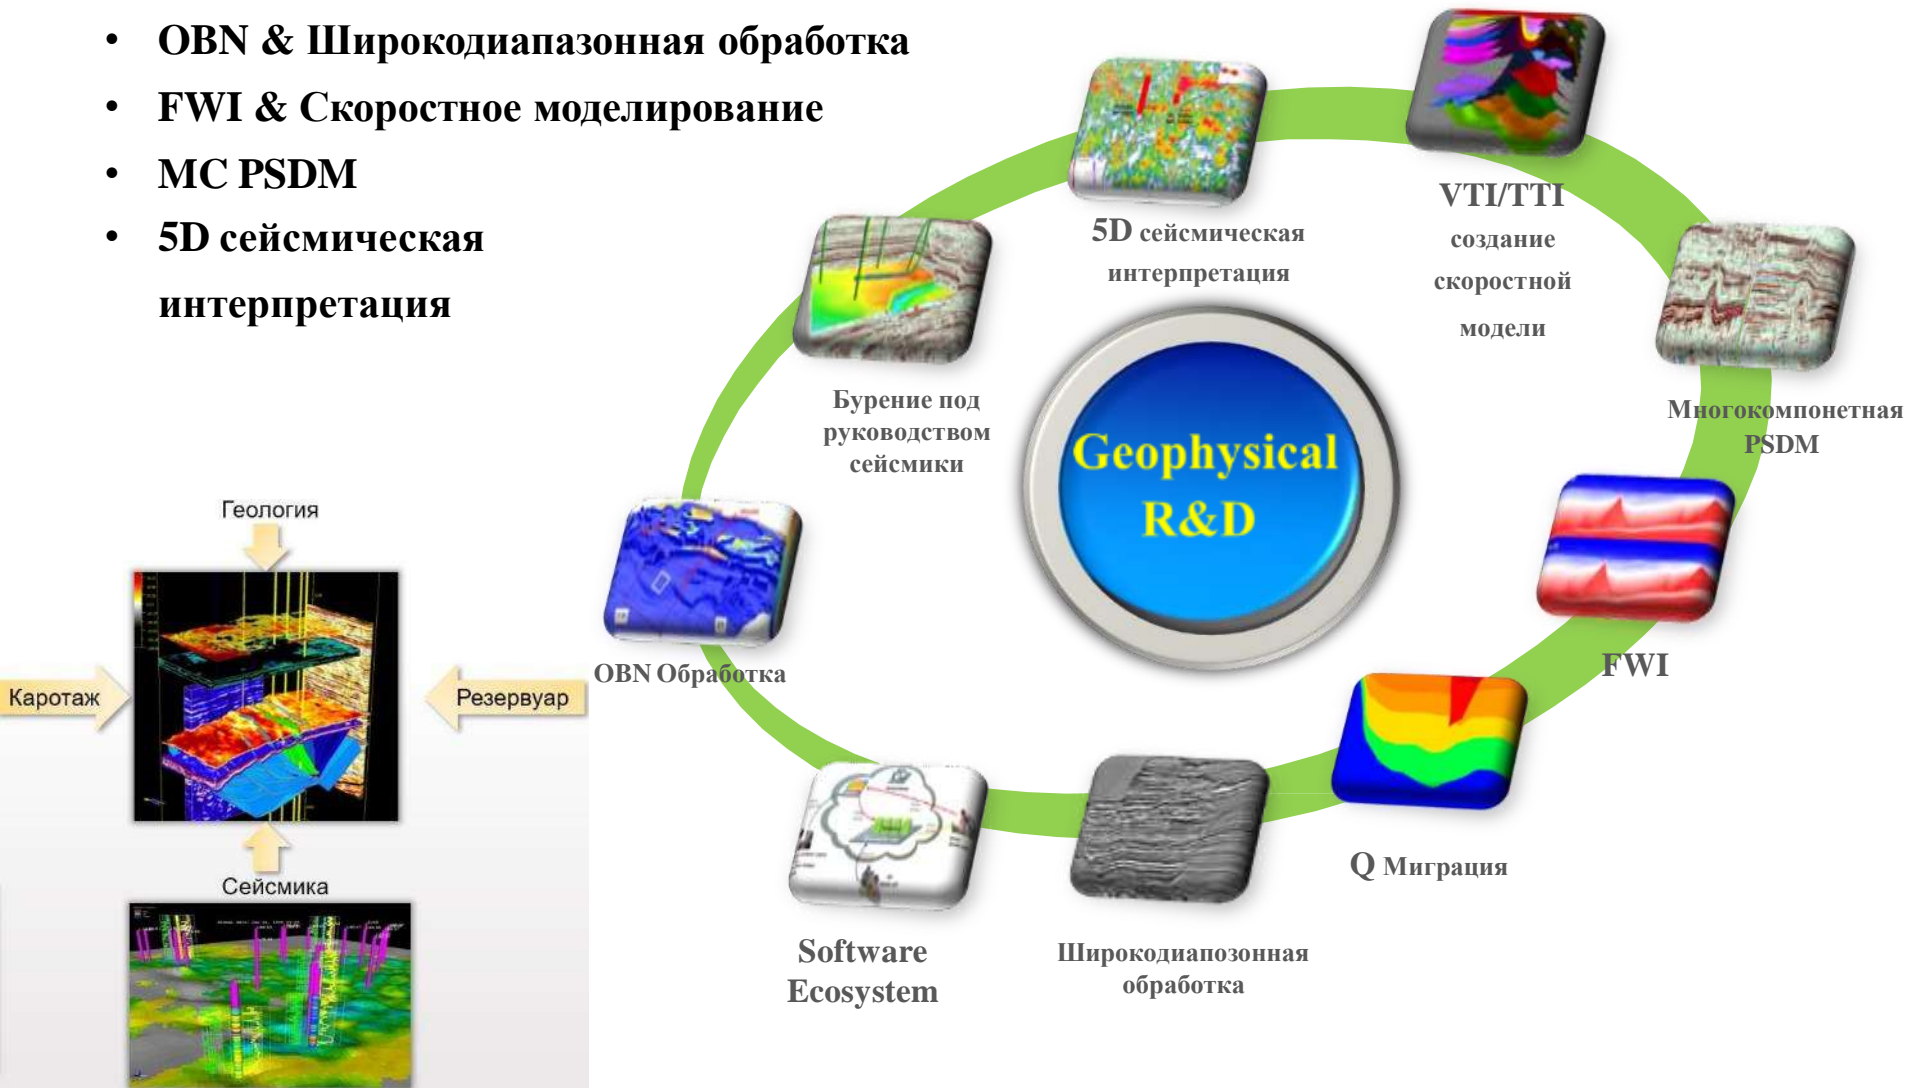 • OBN & Широкодиапазонная обработка
• FWI & Скоростное моделирование
• MC PSDM
• 5D сейсмическая
интерпретация
5D сейсмическая
интерпретация
VTI/TTI
создание
скоростной
модели
Бурение под
руководством
сейсмики
Многокомпонетная
PSDM
Geophysical
R&D
OBN Обработка
FWI
Q Миграция
Software
Ecosystem
Широкодиапозонная
обработка
Геология
Каротаж
Резервуар
Сейсмика